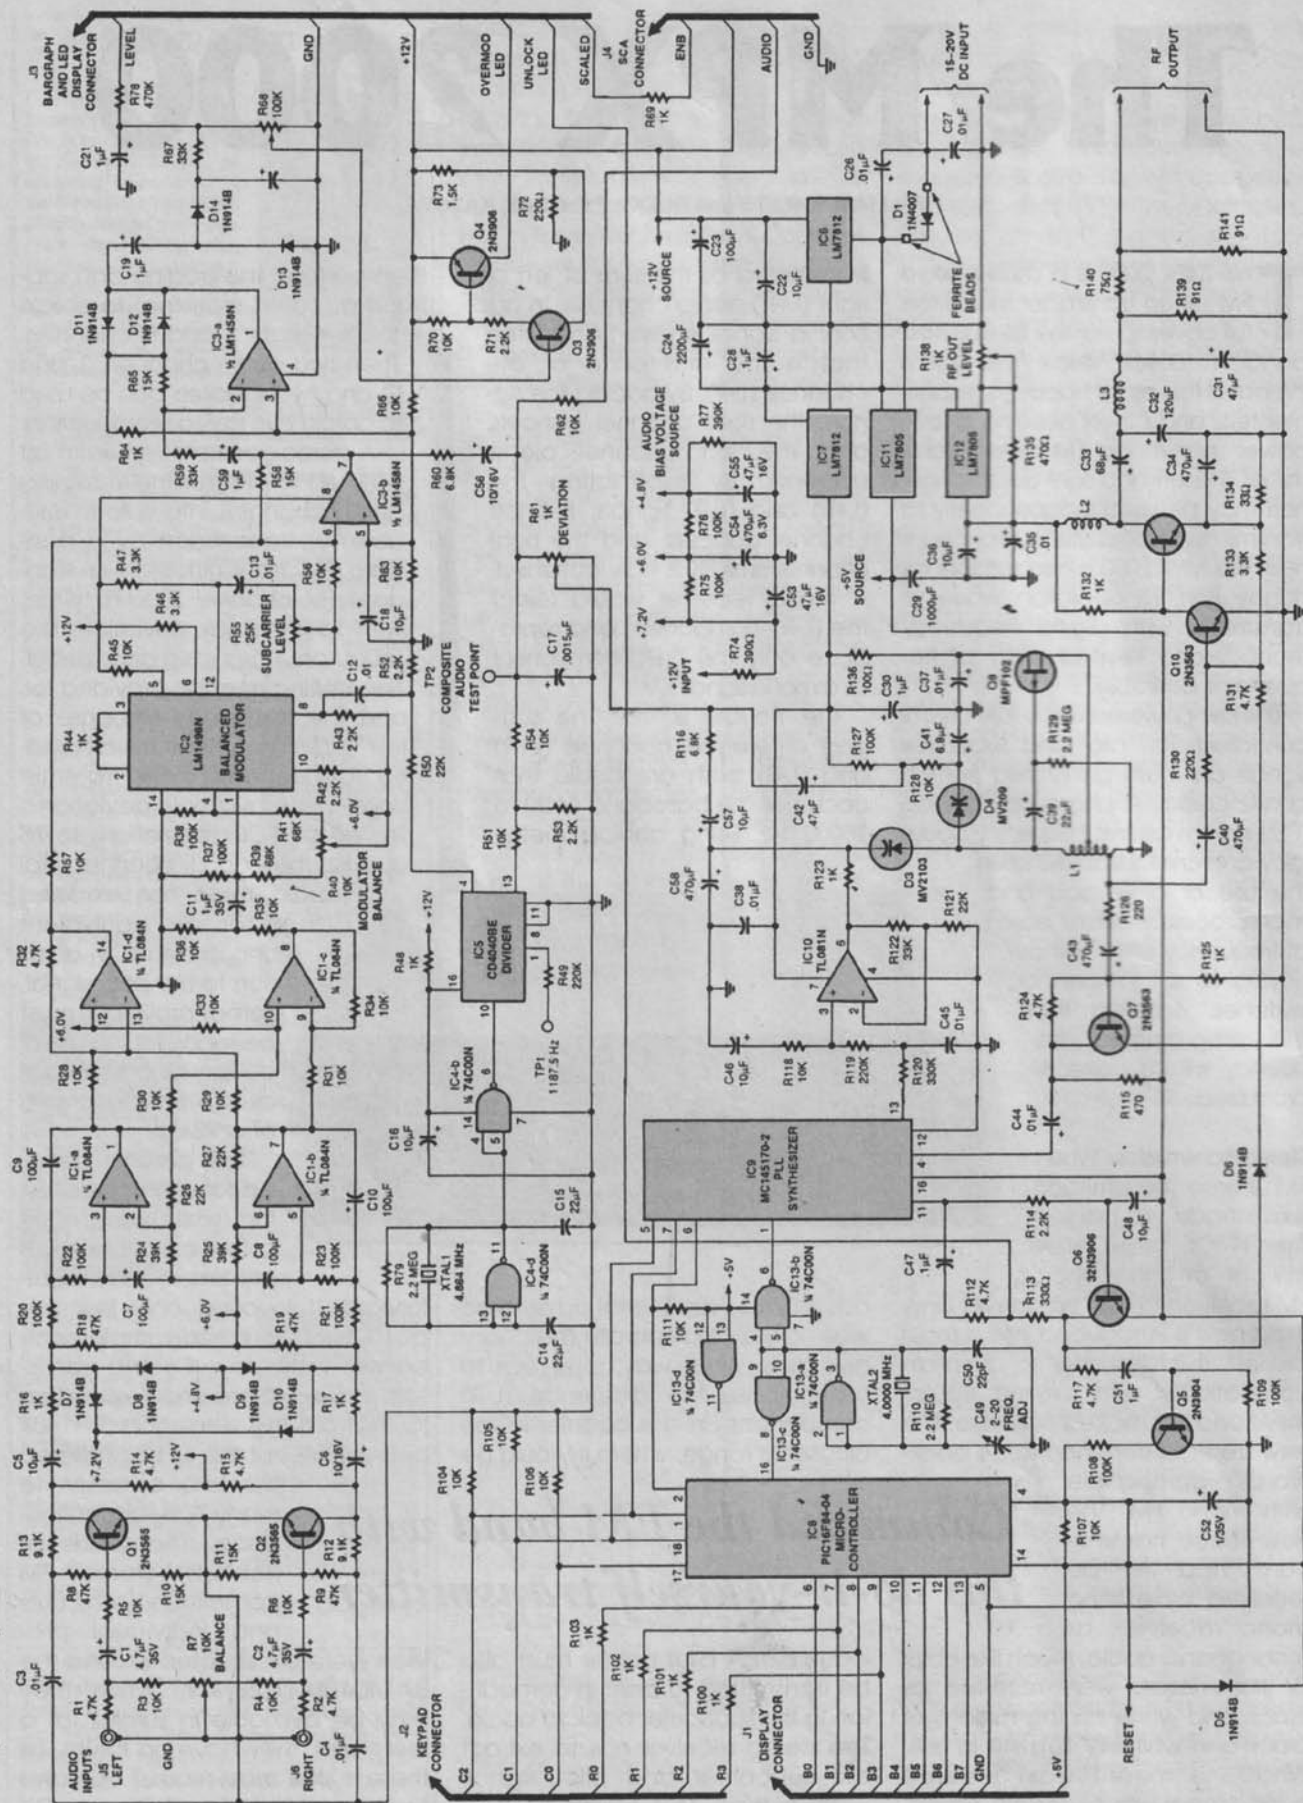 J3
BARGRAPH
AND LED
DISPLAY
CONNECTOR
LEVEL
R78
470K
C21
1µF
R67
33K
R68
100K
GND
D14
1N914B
C19
1µF
D13
1N914B
D11
1N914B
D12
1N914B
R65
15K
IC3-a
½ LM1458N
R64
1K
R59
33K
C59
1µF
R58
15K
IC3-b
½ LM1458N
+12V
OVERMOD
LED
UNLOCK
LED
SCALED
R73
1.5K
R72
220Ω
Q4
2N3906
R70
10K
R71
2.2K
Q3
2N3906
R66
10K
R62
10K
R60
6.8K
C56
10/16V
R61
1K
DEVIATION
J4
SCA
CONNECTOR
ENB
AUDIO
GND
R69
1K
15–20V
DC INPUT
C27
.01µF
C26
.01µF
D1
1N4007
FERRITE
BEADS
IC6
LM7812
+12V
SOURCE
C23
100µF
C22
10µF
C24
2200µF
C28
.1µF
R138
1K
RF OUT
LEVEL
IC7
LM7812
IC11
LM7805
IC12
LM7805
R135
470Ω
RF
OUTPUT
R141
91Ω
R140
75Ω
R139
91Ω
L3
C31
47µF
C32
120µF
C33
68µF
C34
470µF
R134
33Ω
R133
3.3K
L2
R132
1K
C35
.01
C36
10µF
+5V
SOURCE
C29
1000µF
Q10
2N3563
R131
4.7K
R130
220Ω
C40
.470µF
AUDIO
BIAS VOLTAGE
SOURCE
R77
390K
+4.8V
C55
47µF
16V
R76
100K
C54
470µF
6.3V
+6.0V
R75
100K
C53
47µF
16V
+7.2V
R74
390Ω
+12V
INPUT
R136
100Ω
C30
1µF
C37
.01µF
R127
100K
C41
6.8µF
R128
10K
D4
MV209
Q8
MPF102
R129
2.2 MEG
C39
22µF
L1
R116
6.8K
C57
10µF
C42
.47µF
D3
MV2103
R123
1K
C58
470µF
C38
.01µF
IC10
TL081N
R122
33K
R121
22K
C46
10µF
R118
10K
R119
220K
R120
330K
C45
.01µF
R126
220
C43
470µF
R125
1K
R124
4.7K
Q7
2N3563
R115
470
C44
.01µF
D6
1N914B
IC9
MC145170-2
PLL
SYNTHESIZER
R114
2.2K
C48
10µF
C47
.1µF
Q6
32N3906
R112
4.7K
R113
330Ω
R117
4.7K
C51
1µF
Q5
2N3904
R109
100K
R108
100K
R107
10K
C52
1/35V
R47
3.3K
C13
.01µF
R56
10K
R46
3.3K
R55
25K
SUBCARRIER
LEVEL
+12V
R45
10K
C18
10µF
R63
10K
C12
.01
R52
2.2K
TP2
COMPOSITE
AUDIO
TEST POINT
C17
.0015µF
R44
1K
IC2
LM1496N
BALANCED
MODULATOR
R43
2.2K
R42
2.2K
+6.0V
R50
22K
R54
10K
R51
10K
R53
2.2K
R57
10K
R38
100K
R37
100K
R41
68K
R39
68K
R40
10K
MODULATOR
BALANCE
C11
1µF
35V
R35
10K
R36
10K
R32
4.7K
IC1-d
¼ TL084N
IC1-c
¼ TL084N
R34
10K
+6.0V
R33
10K
R28
10K
R30
10K
R29
10K
R31
10K
C9
100µF
IC1-a
¼ TL084N
R27
22K
R26
22K
IC1-b
¼ TL084N
C10
100µF
R22
100K
R24
39K
R25
39K
C8
100µF
R23
100K
C7
100µF
R20
100K
R18
47K
+6.0V
R19
47K
R21
100K
R16
1K
D7
1N914B
D8
1N914B
+4.8V
D9
1N914B
D10
1N914B
R17
1K
C5
10µF
+7.2V
R14
4.7K
+12V
R15
4.7K
C6
10/16V
R13
9.1K
Q1
2N3565
R11
15K
Q2
2N3565
R12
9.1K
R8
47K
R5
10K
R10
15K
R6
10K
R9
47K
C3
.01µF
C1
4.7µF
35V
R7
10K
BALANCE
C2
4.7µF
35V
R1
4.7K
R3
10K
R4
10K
R2
4.7K
C4
.01µF
AUDIO
INPUTS
J5
LEFT
GND
J6
RIGHT
+12V
R48
1K
IC5
CD4040BE
DIVIDER
R49
220K
TP1
1187.5 Hz
IC4-b
¼ 74C00N
C16
10µF
C15
22µF
R79
2.2 MEG
XTAL1
4.864 MHz
IC4-d
¼ 74C00N
C14
22µF
R111
10K
+5V
IC13-d
¼ 74C00N
IC13-b
¼ 74C00N
IC13-c
¼ 74C00N
IC13-a
¼ 74C00N
XTAL2
4.0000 MHz
R110
2.2 MEG
C50
22pF
C49
2–20
FREQ.
ADJ
R105
10K
R104
10K
R106
10K
IC8
PIC16F84-04
MICRO-
CONTROLLER
R103
1K
R102
1K
R101
1K
R100
1K
J2
KEYPAD
CONNECTOR
C2
C1
C0
R0
R1
R2
R3
J1
DISPLAY
CONNECTOR
B0
B1
B2
B3
B4
B5
B6
B7
GND
+5V
RESET
D5
1N914B